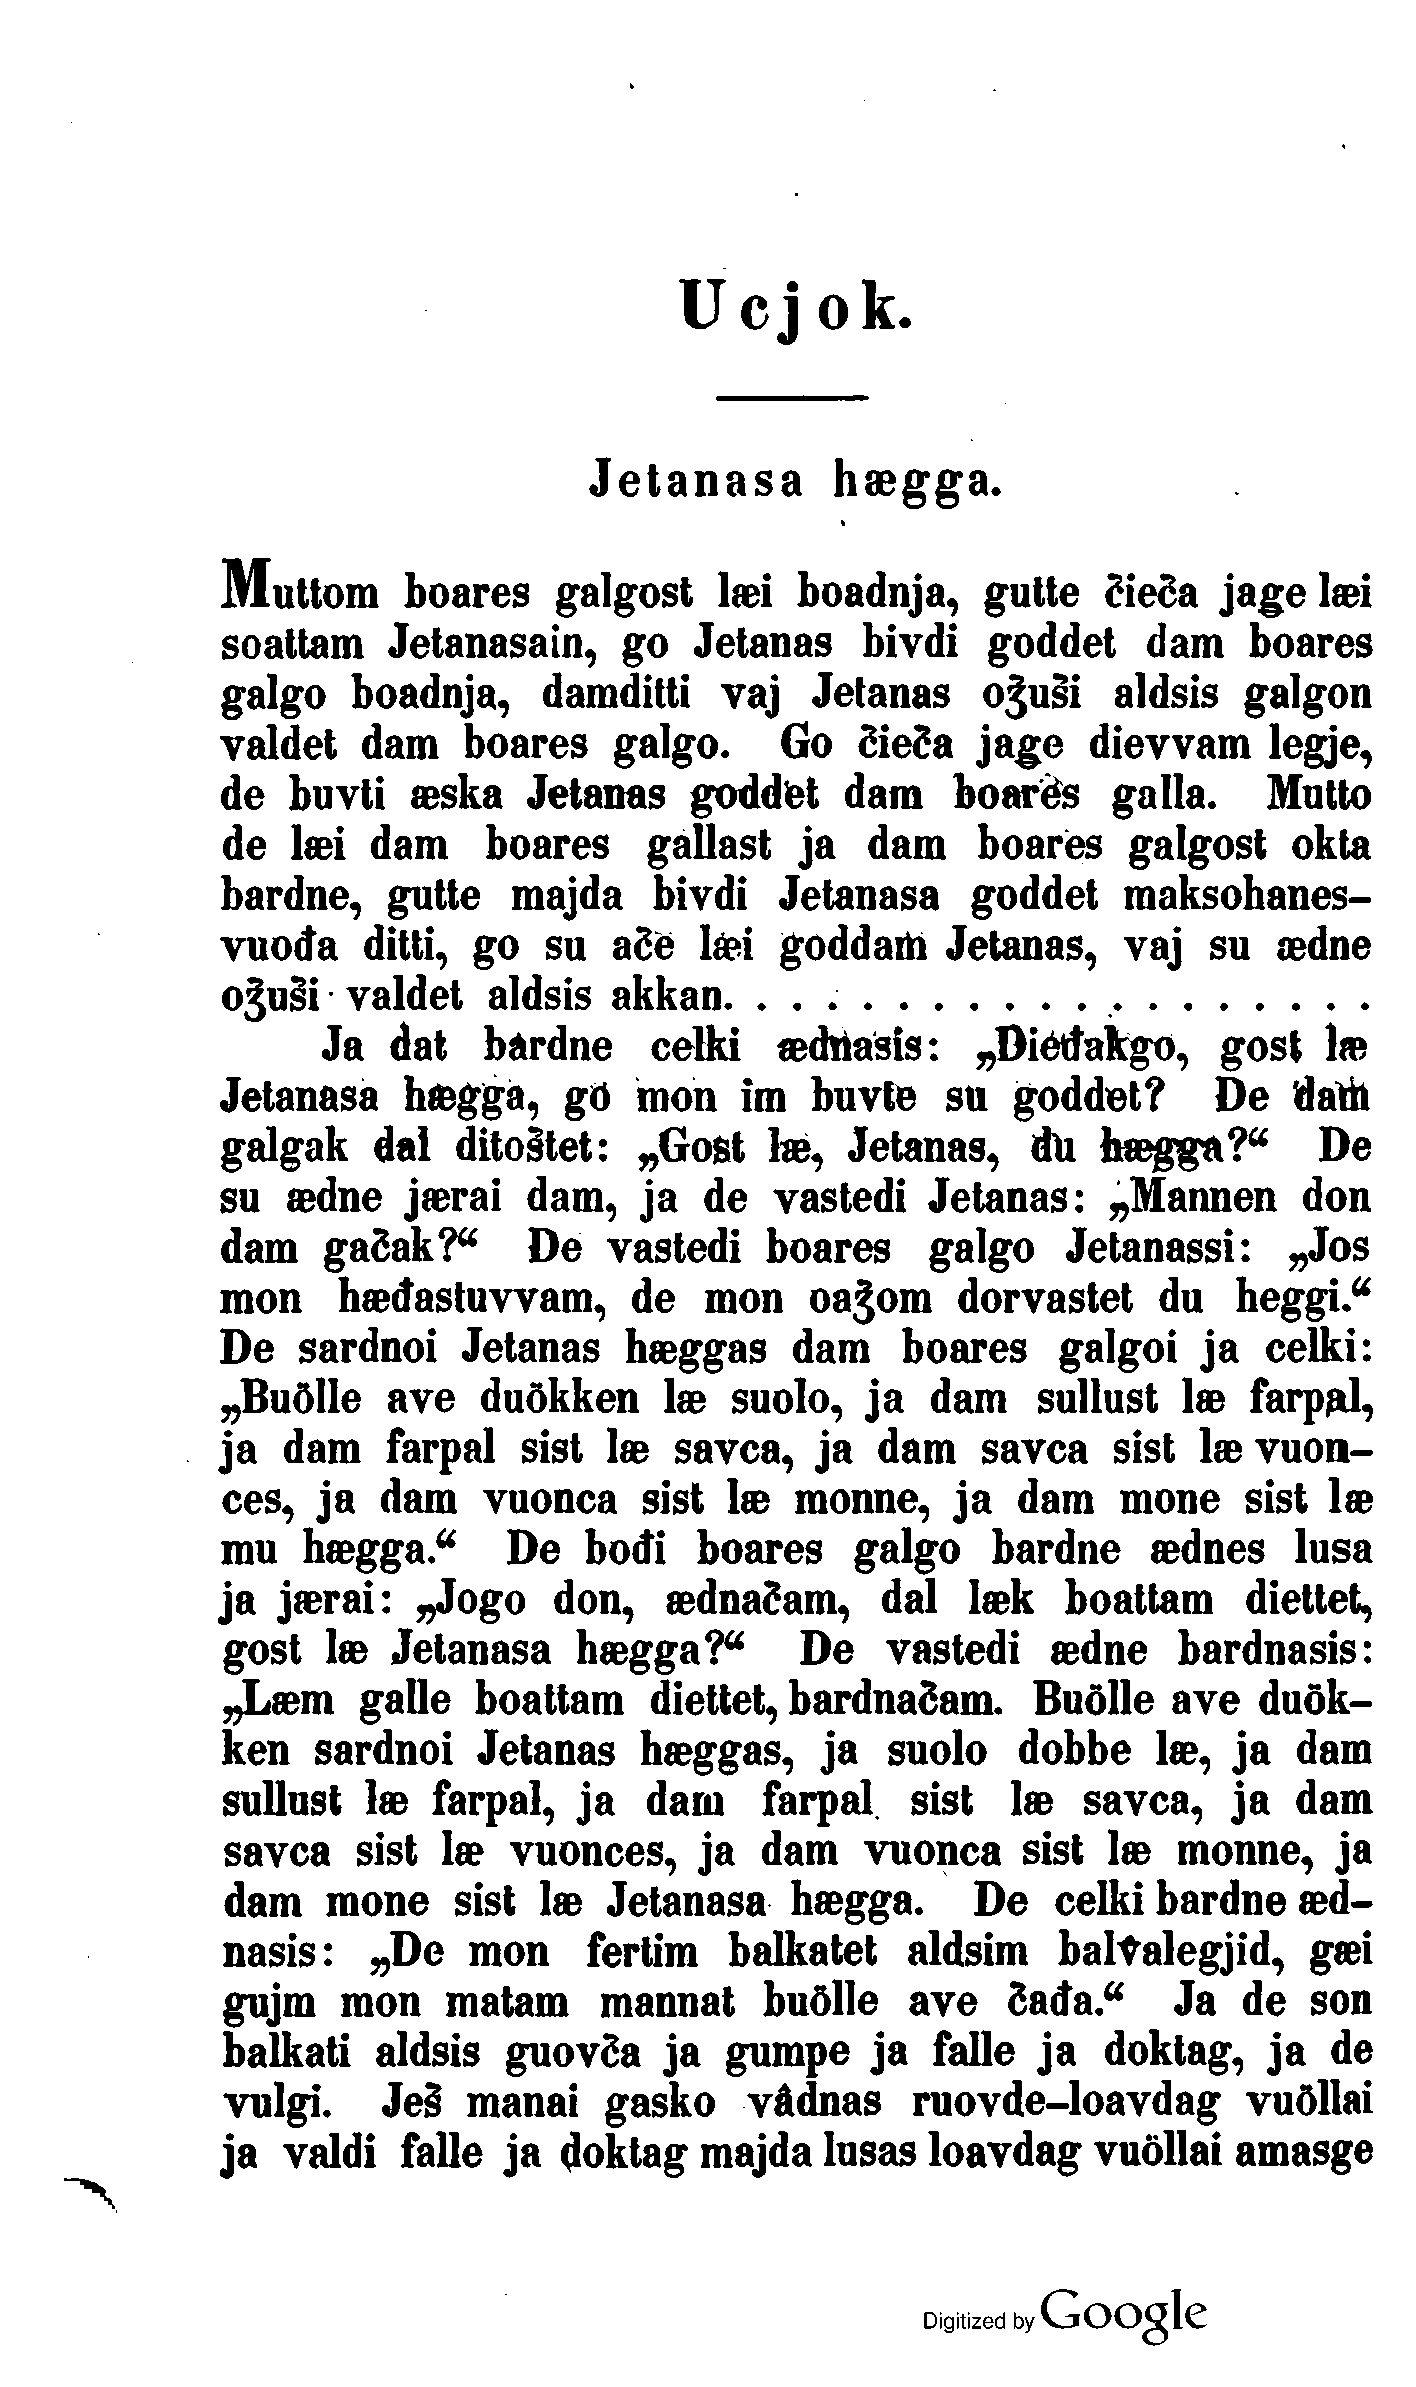 Ucjok.
Jetanasa hægga.
Muttom boares galgost læi boadnja, gutte čieča jage læi
soattam Jetanasain, go Jetanas bivdi goddet dam boares
galgo boadnja, damditti vaj Jetanas oǯuši aldsis galgon
valdet dam boares galgo. Go čieča jage dievvam legje,
de buvti æska Jetanas goddet dam boares galla. Mutto
de læi dam boares gallast ja dam boares galgost okta
bardne, gutte majda bivdi Jetanasa goddet maksohanes-
vuođa ditti, go suače læi goddam Jetanas, vaj su ædne
oǯuši valdet aldsis akkan. . . . . . . . . . . . . . . . . . .
Ja dat bardne celki ædnasis: „Dieđakgo, gost læ
Jetanasa hægga, go mon im buvte su goddet? De dam
galgak dal ditoštet: „Gost læ, Jetanas, du hægga?“ De
su ædne jærai dam, ja de vastedi Jetanas: „Mannen don
dam gačak?“ De vastedi boares galgo Jetanassi: „Jos
mon hæđastuvvam, de mon oaǯom dorvastet du heggi.“
De sardnoi Jetanas hæggas dam boares galgoi ja celki:
„Buölle ave duökken læ suolo, ja dam sullust læ farpal,
ja dam farpal sist læ savca, ja dam savca sist læ vuon-
ces, ja dam vuonca sist læ monne, ja dam mone sist læ
mu hægga.“ De bođi boares galgo bardne ædnes lusa
ja jærai: „Jogo don, ædnačam, dal læk boattam diettet,
gost læ Jetanasa hægga?“ De vastedi ædne bardnasis:
„Læm galle boattam diettet, bardnačam. Buölle ave duök-
ken sardnoi Jetanas hæggas, ja suolo dobbe læ, ja dam
sullust læ farpal, ja dam farpal sist læ savca, ja dam
savca sist læ vuonces, ja dam vuonca sist læ monne, ja
dam mone sist læ Jetanasa hægga. De celki bardne æd-
nasis: „De mon fertim balkatet aldsim balvalegjid, gæi
gujm mon matam mannat buölle ave čađa.“ Ja de son
balkati aldsis guovča ja gumpe ja falle ja doktag, ja de
vulgi. Ješ manai gasko vâdnas ruovde-loavdag vuöllai
ja valdi falle ja doktag majda lusas loavdag vuöllai amasge
Digitized by Google